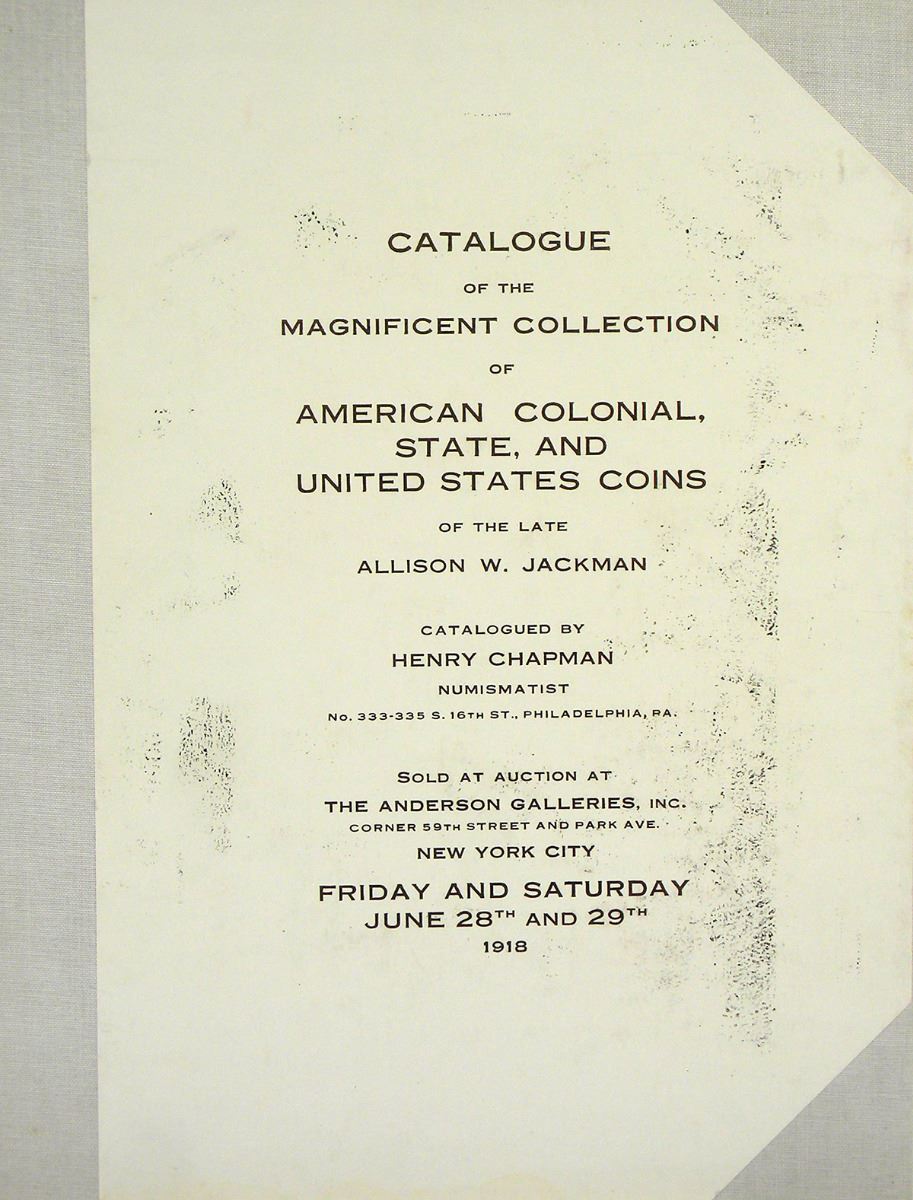 CATALOGUE
OF THE
MAGNIFICENT COLLECTION
OF
AMERICAN COLONIAL,
STATE, AND
UNITED STATES COINS
OF THE LATE
ALLISON W. JACKMAN
CATALOGUED BY
HENRY CHAPMAN
NUMISMATIST
No. 333-335 S. 16TH ST., PHILADELPHIA, PA.
SOLD AT AUCTION AT
THE ANDERSON GALLERIES, INC.
CORNER 59TH STREET AND PARK AVE.
NEW YORK CITY
FRIDAY AND SATURDAY
JUNE 28TH AND 29TH
1918